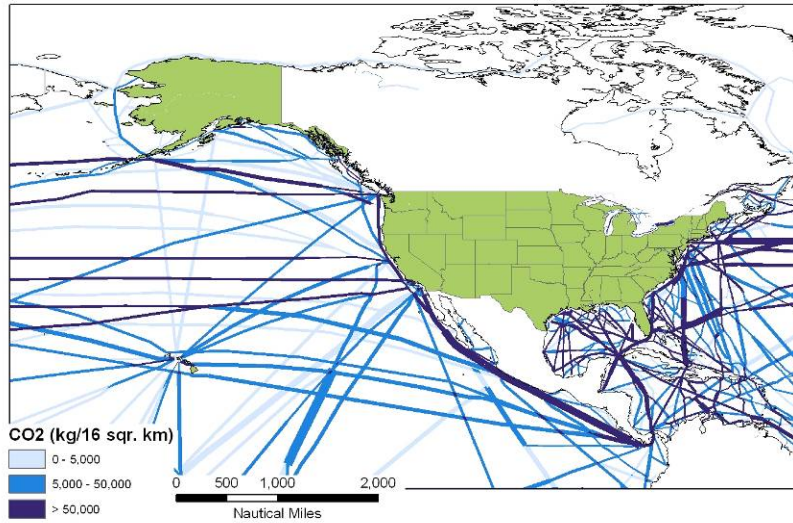 CO2 (kg/16 sqr. km)
0 - 5,000
5,000 - 50,000
> 50,000
0 500 1,000 2,000
Nautical Miles